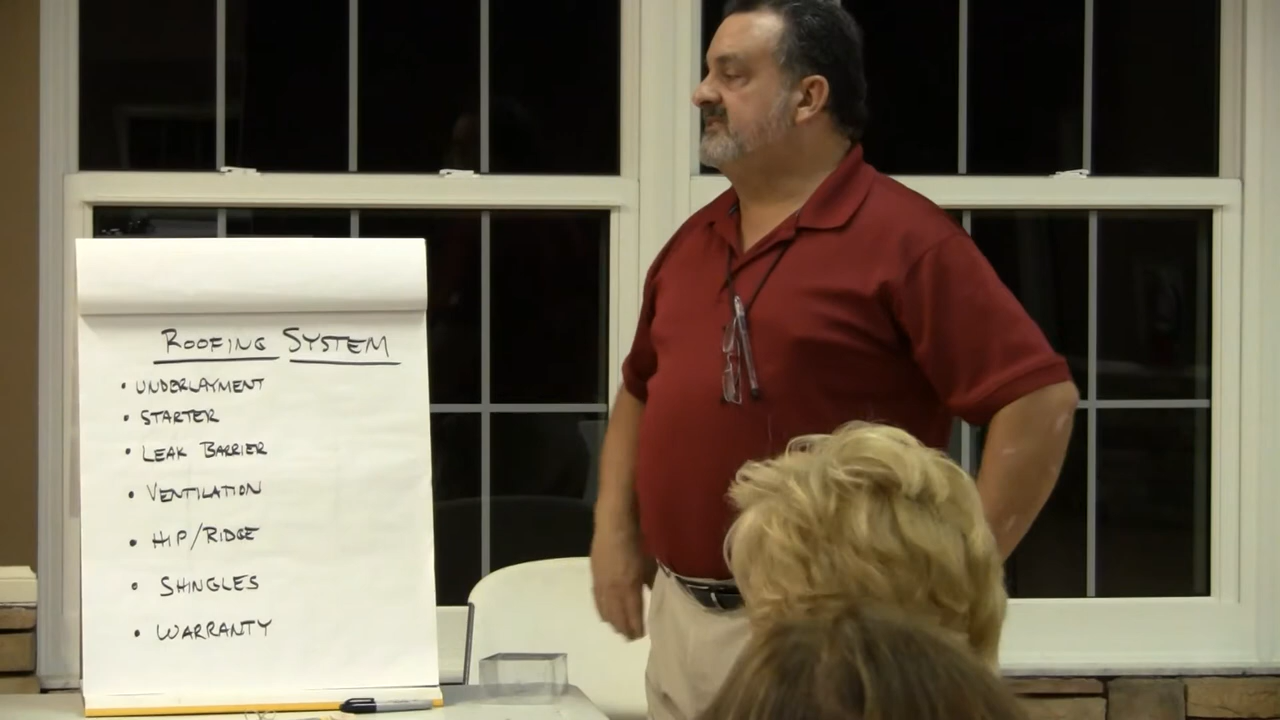 ROOFING SYSTEM
• UNDERLAYMENT
• STARTER
• LEAK BARRIER
• VENTILATION
• HIP/RIDGE
• SHINGLES
• WARRANTY